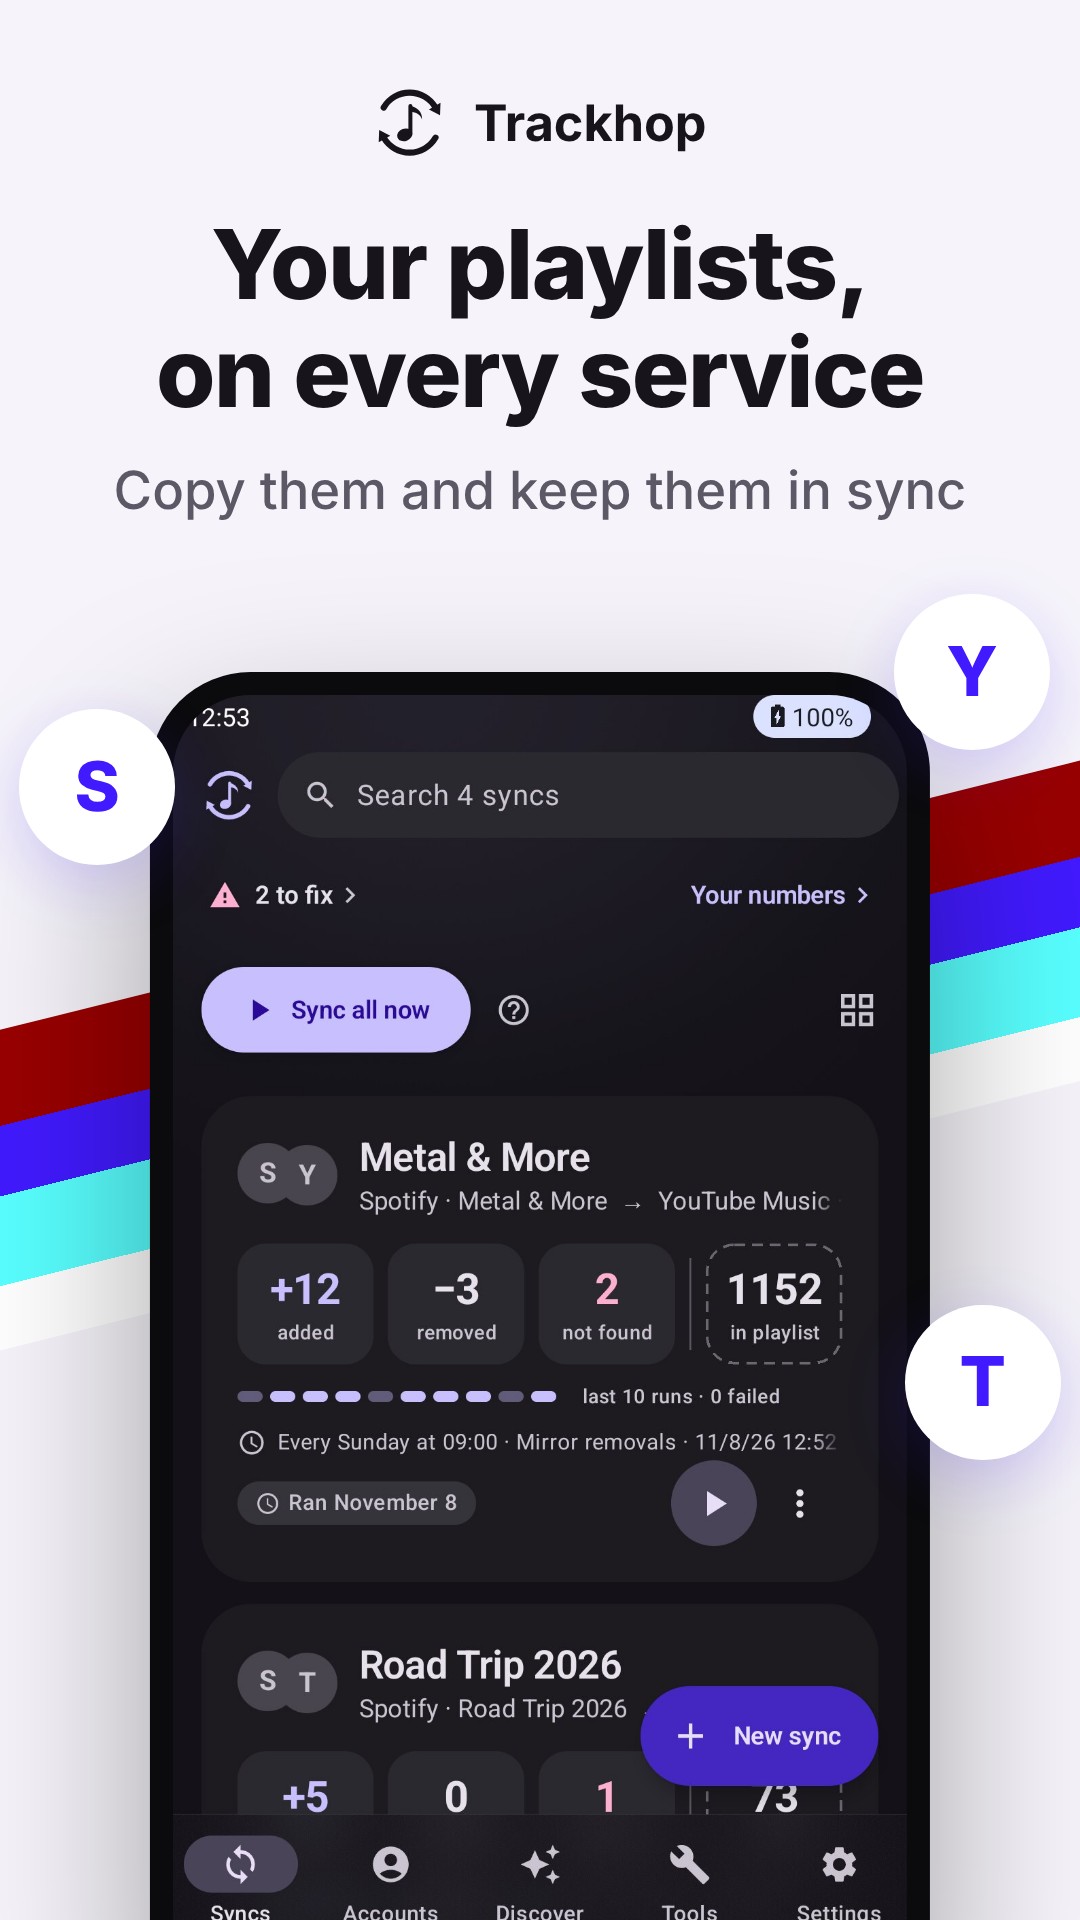 Trackhop
Your playlists,
on every service
Copy them and keep them in sync
Y
S
12:53
100%
Search 4 syncs
2 to fix
Your numbers
Sync all now
S Y
Metal & More
Spotify · Metal & More → YouTube Music
+12
−3
2
1152
added
removed
not found
in playlist
T
last 10 runs · 0 failed
Every Sunday at 09:00 · Mirror removals · 11/8/26 12:52
Ran November 8
S T
Road Trip 2026
Spotify · Road Trip 2026
New sync
+5
0
1
73
Syncs
Accounts
Discover
Tools
Settings